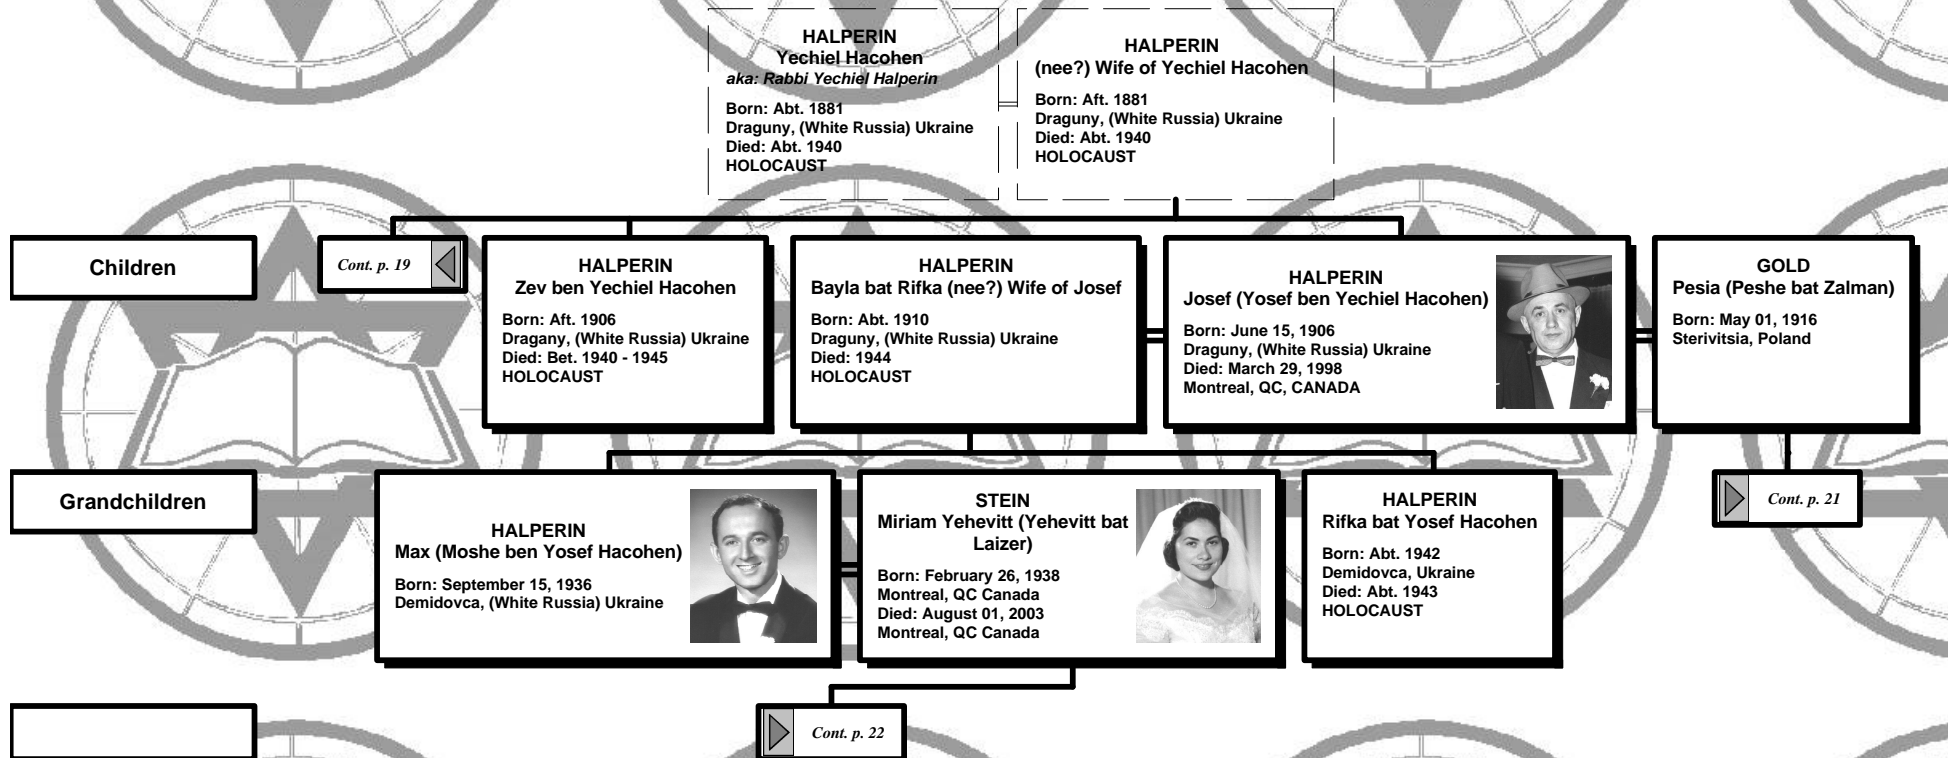 HALPERIN
Yechiel Hacohen
aka: Rabbi Yechiel Halperin
Born: Abt. 1881
Draguny, (White Russia) Ukraine
Died: Abt. 1940
HOLOCAUST
HALPERIN
(nee?) Wife of Yechiel Hacohen
Born: Aft. 1881
Draguny, (White Russia) Ukraine
Died: Abt. 1940
HOLOCAUST
Children
Cont. p. 19
HALPERIN
Zev ben Yechiel Hacohen
Born: Aft. 1906
Dragany, (White Russia) Ukraine
Died: Bet. 1940 - 1945
HOLOCAUST
HALPERIN
Bayla bat Rifka (nee?) Wife of Josef
Born: Abt. 1910
Draguny, (White Russia) Ukraine
Died: 1944
HOLOCAUST
HALPERIN
Josef (Yosef ben Yechiel Hacohen)
Born: June 15, 1906
Draguny, (White Russia) Ukraine
Died: March 29, 1998
Montreal, QC, CANADA
GOLD
Pesia (Peshe bat Zalman)
Born: May 01, 1916
Sterivitsia, Poland
Grandchildren
HALPERIN
Max (Moshe ben Yosef Hacohen)
Born: September 15, 1936
Demidovca, (White Russia) Ukraine
STEIN
Miriam Yehevitt (Yehevitt bat
Laizer)
Born: February 26, 1938
Montreal, QC Canada
Died: August 01, 2003
Montreal, QC Canada
HALPERIN
Rifka bat Yosef Hacohen
Born: Abt. 1942
Demidovca, Ukraine
Died: Abt. 1943
HOLOCAUST
Cont. p. 21
Cont. p. 22